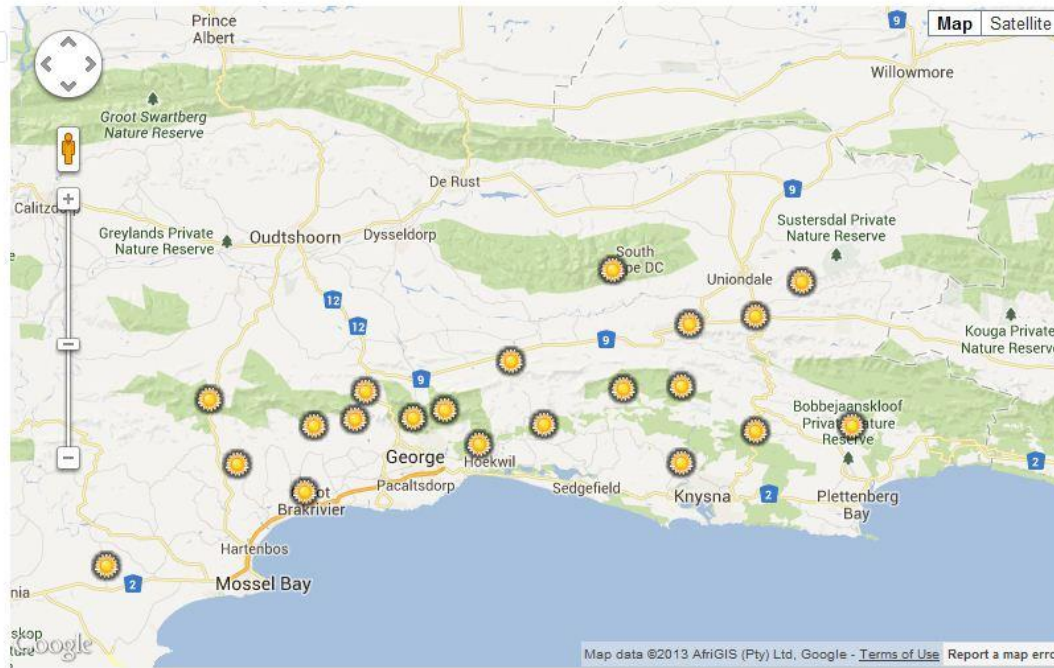 Prince
Albert
9
Map
Satellite
Willowmore
Groot Swartberg
Nature Reserve
De Rust
9
Sustersdal Private
Nature Reserve
Greylands Private
Nature Reserve
Oudtshoorn
Dysseldorp
South
Uniondale
12
12
9
Kouga Private
Nature Reserve
9
Bobbejaanskloof
Nature
Reserve
George
Hoekwil
2
Pacaltsdorp
Sedgefield
Knysna
2
Plettenberg
Bay
Brakrivier
Hartenbos
2
Mossel Bay
Google
Map data ©2013 AfriGIS (Pty) Ltd, Google - Terms of Use
Report a map erro